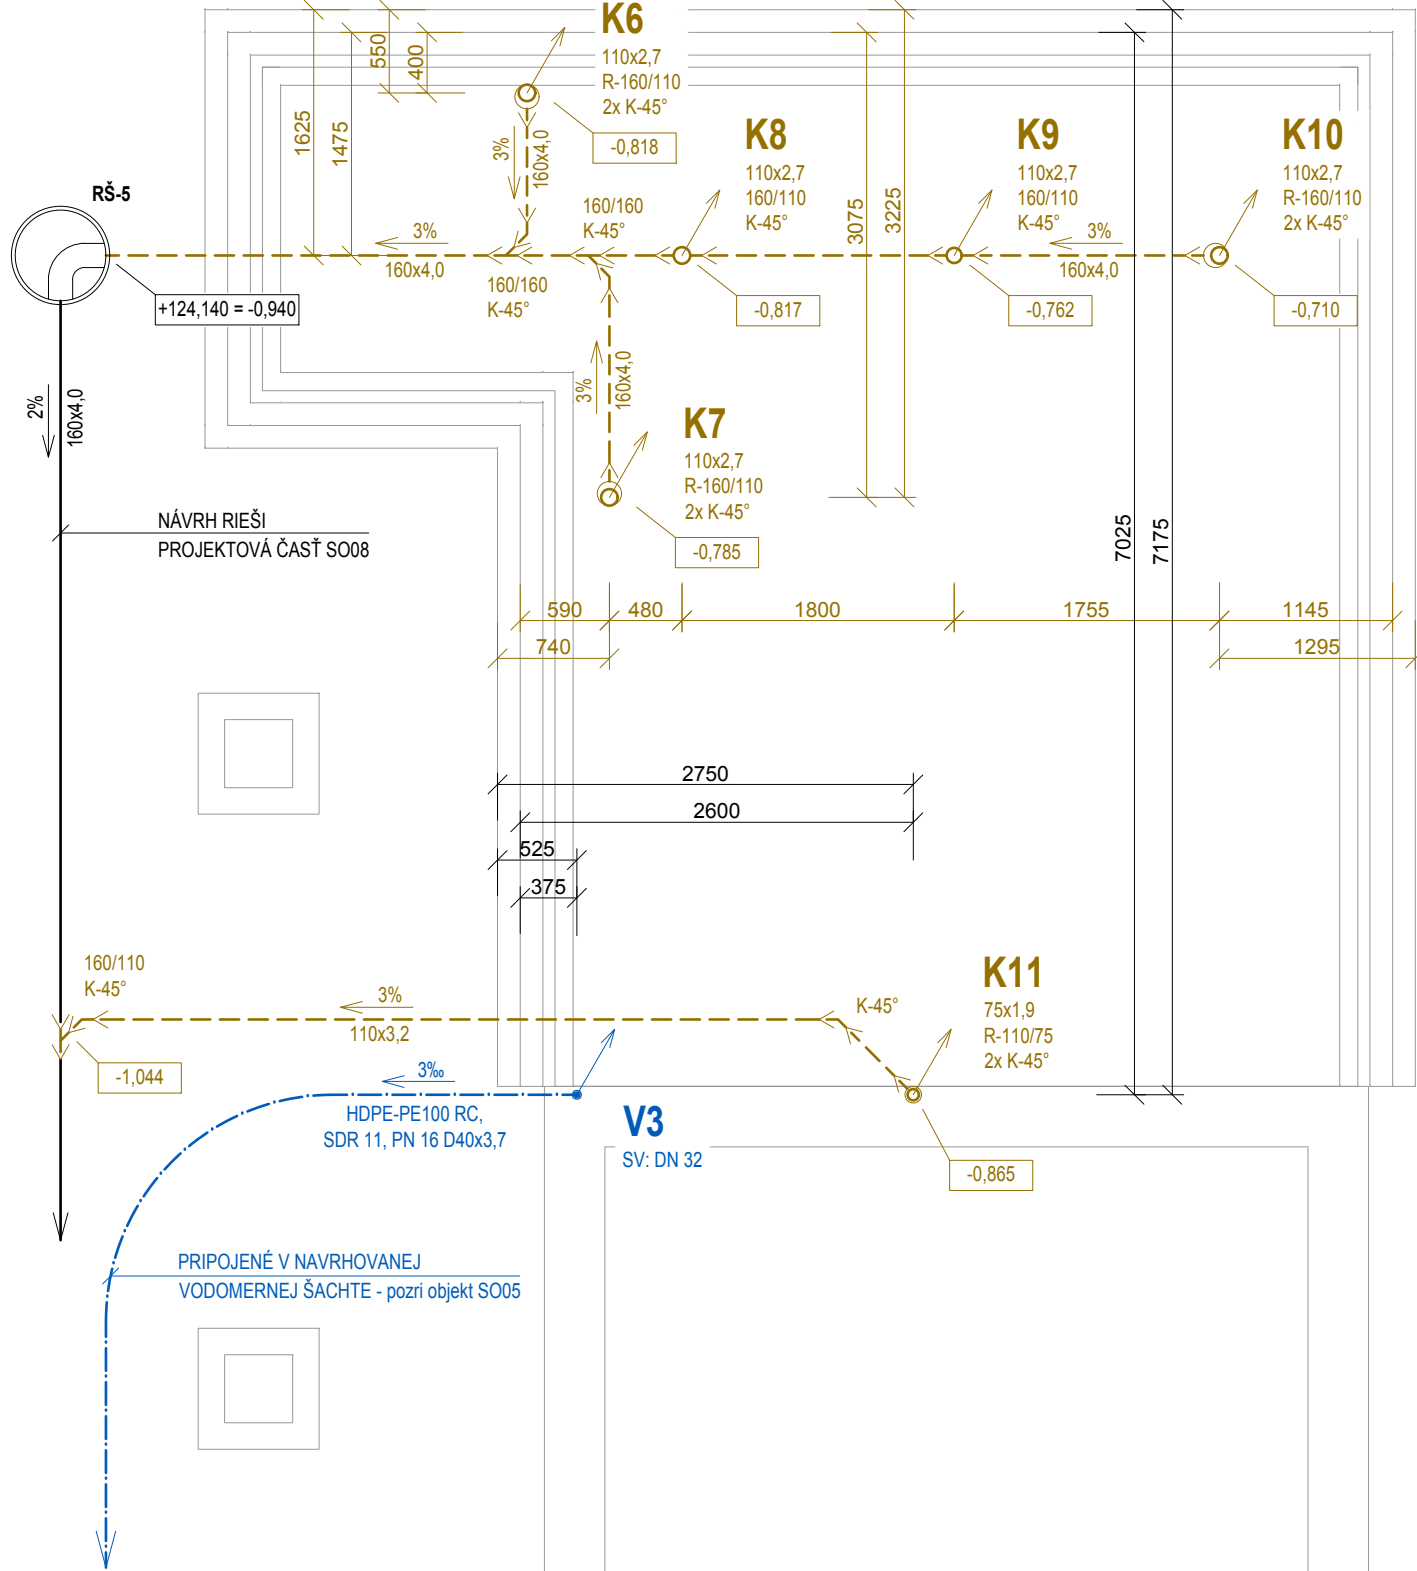 K6
110x2,7
R-160/110
2x K-45°
-0,818
550
400
1625
1475
3%
160x4,0
RŠ-5
+124,140 = -0,940
3%
160x4,0
160/160
K-45°
160/160
K-45°
K8
110x2,7
160/110
K-45°
-0,817
3075
3225
K9
110x2,7
160/110
K-45°
-0,762
3%
160x4,0
K10
110x2,7
R-160/110
2x K-45°
-0,710
2%
160x4,0
3%
160x4,0
K7
110x2,7
R-160/110
2x K-45°
-0,785
NÁVRH RIEŠI
PROJEKTOVÁ ČASŤ SO08
7025
7175
590
480
1800
1755
1145
740
1295
2750
2600
525
375
160/110
K-45°
-1,044
3%
110x3,2
K-45°
K11
75x1,9
R-110/75
2x K-45°
-0,865
3‰
HDPE-PE100 RC,
SDR 11, PN 16 D40x3,7
V3
SV: DN 32
PRIPOJENÉ V NAVRHOVANEJ
VODOMERNEJ ŠACHTE - pozri objekt SO05